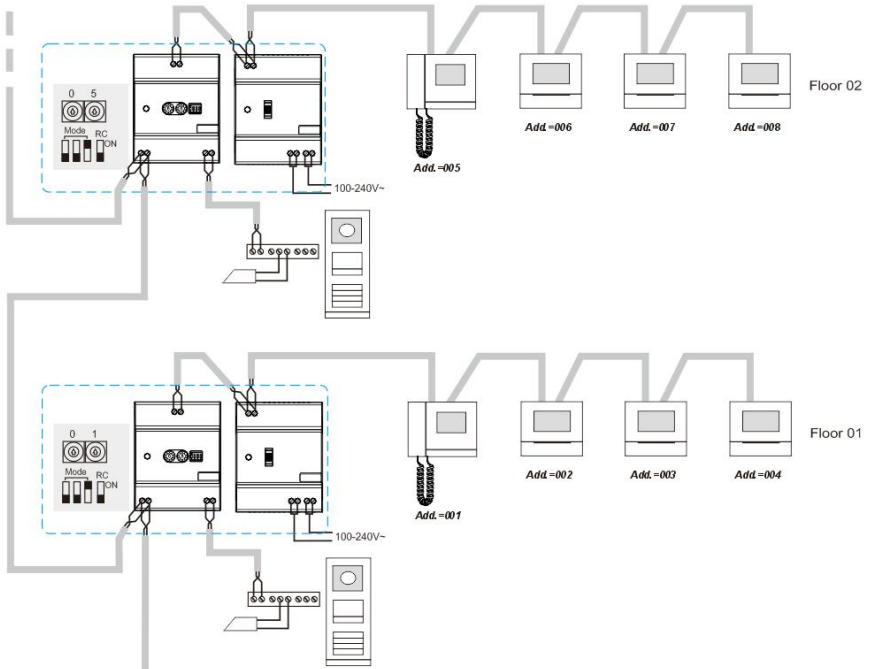 0 5
Mode RC
ON
100-240V~
Add.=005
Add.=006
Add.=007
Add.=008
Floor 02
0 1
Mode RC
ON
100-240V~
Add.=001
Add.=002
Add.=003
Add.=004
Floor 01